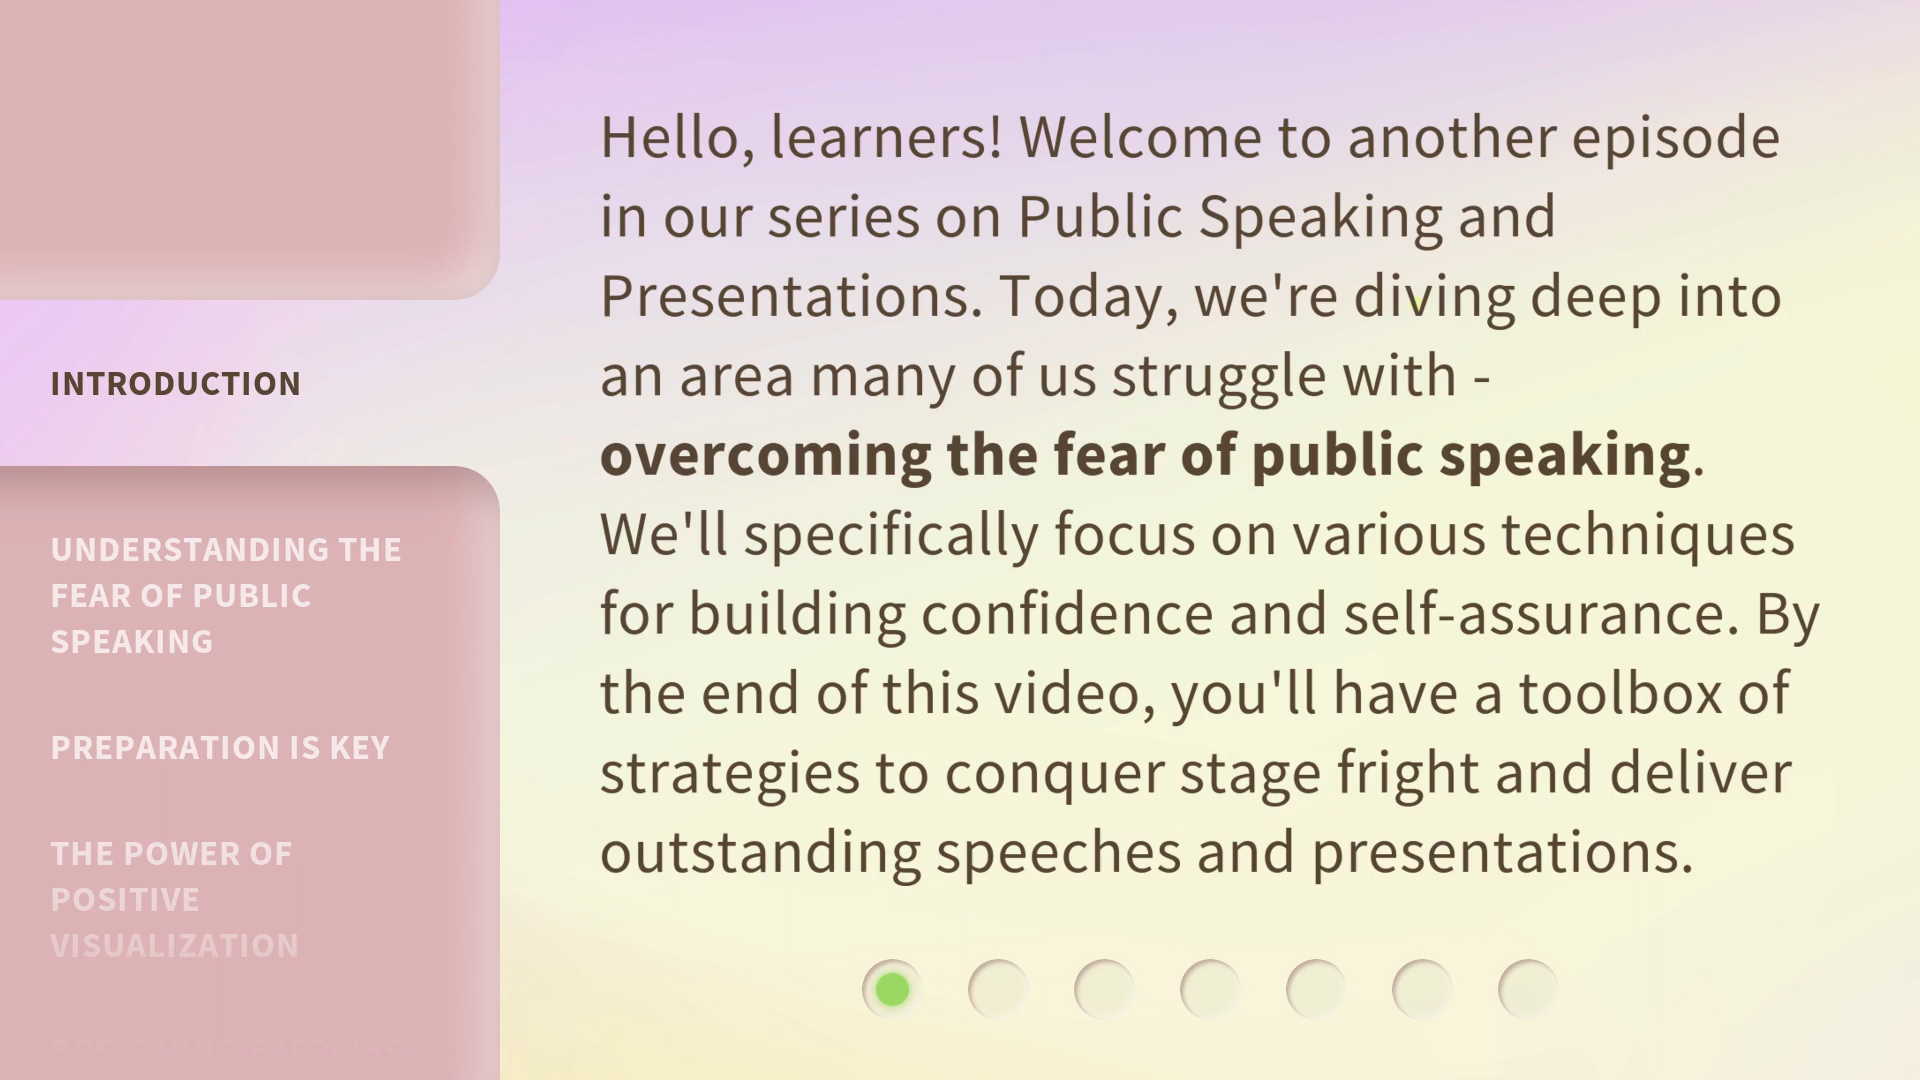 INTRODUCTION
UNDERSTANDING THE
FEAR OF PUBLIC
SPEAKING
PREPARATION IS KEY
THE POWER OF
POSITIVE
VISUALIZATION
BREATHING EXERCISES
Hello, learners! Welcome to another episode
in our series on Public Speaking and
Presentations. Today, we're diving deep into
an area many of us struggle with -
overcoming the fear of public speaking.
We'll specifically focus on various techniques
for building confidence and self-assurance. By
the end of this video, you'll have a toolbox of
strategies to conquer stage fright and deliver
outstanding speeches and presentations.